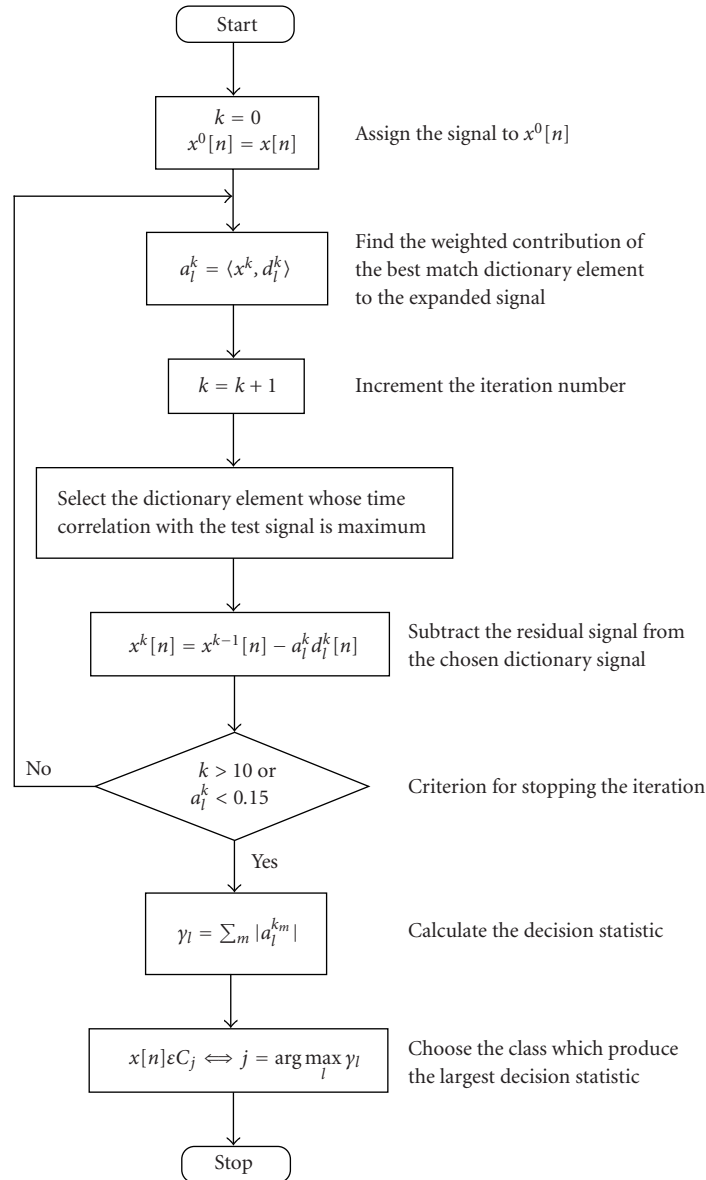 Start
k = 0
x⁰[n] = x[n]
Assign the signal to x⁰[n]
a_l^k = ⟨x^k, d_l^k⟩
Find the weighted contribution of
the best match dictionary element
to the expanded signal
k = k + 1
Increment the iteration number
Select the dictionary element whose time
correlation with the test signal is maximum
x^k[n] = x^{k−1}[n] − a_l^k d_l^k[n]
Subtract the residual signal from
the chosen dictionary signal
No
k > 10 or
a_l^k < 0.15
Criterion for stopping the iteration
Yes
γ_l = ∑_m |a_l^{k_m}|
Calculate the decision statistic
x[n]εC_j ⟺ j = arg max_l γ_l
Choose the class which produce
the largest decision statistic
Stop